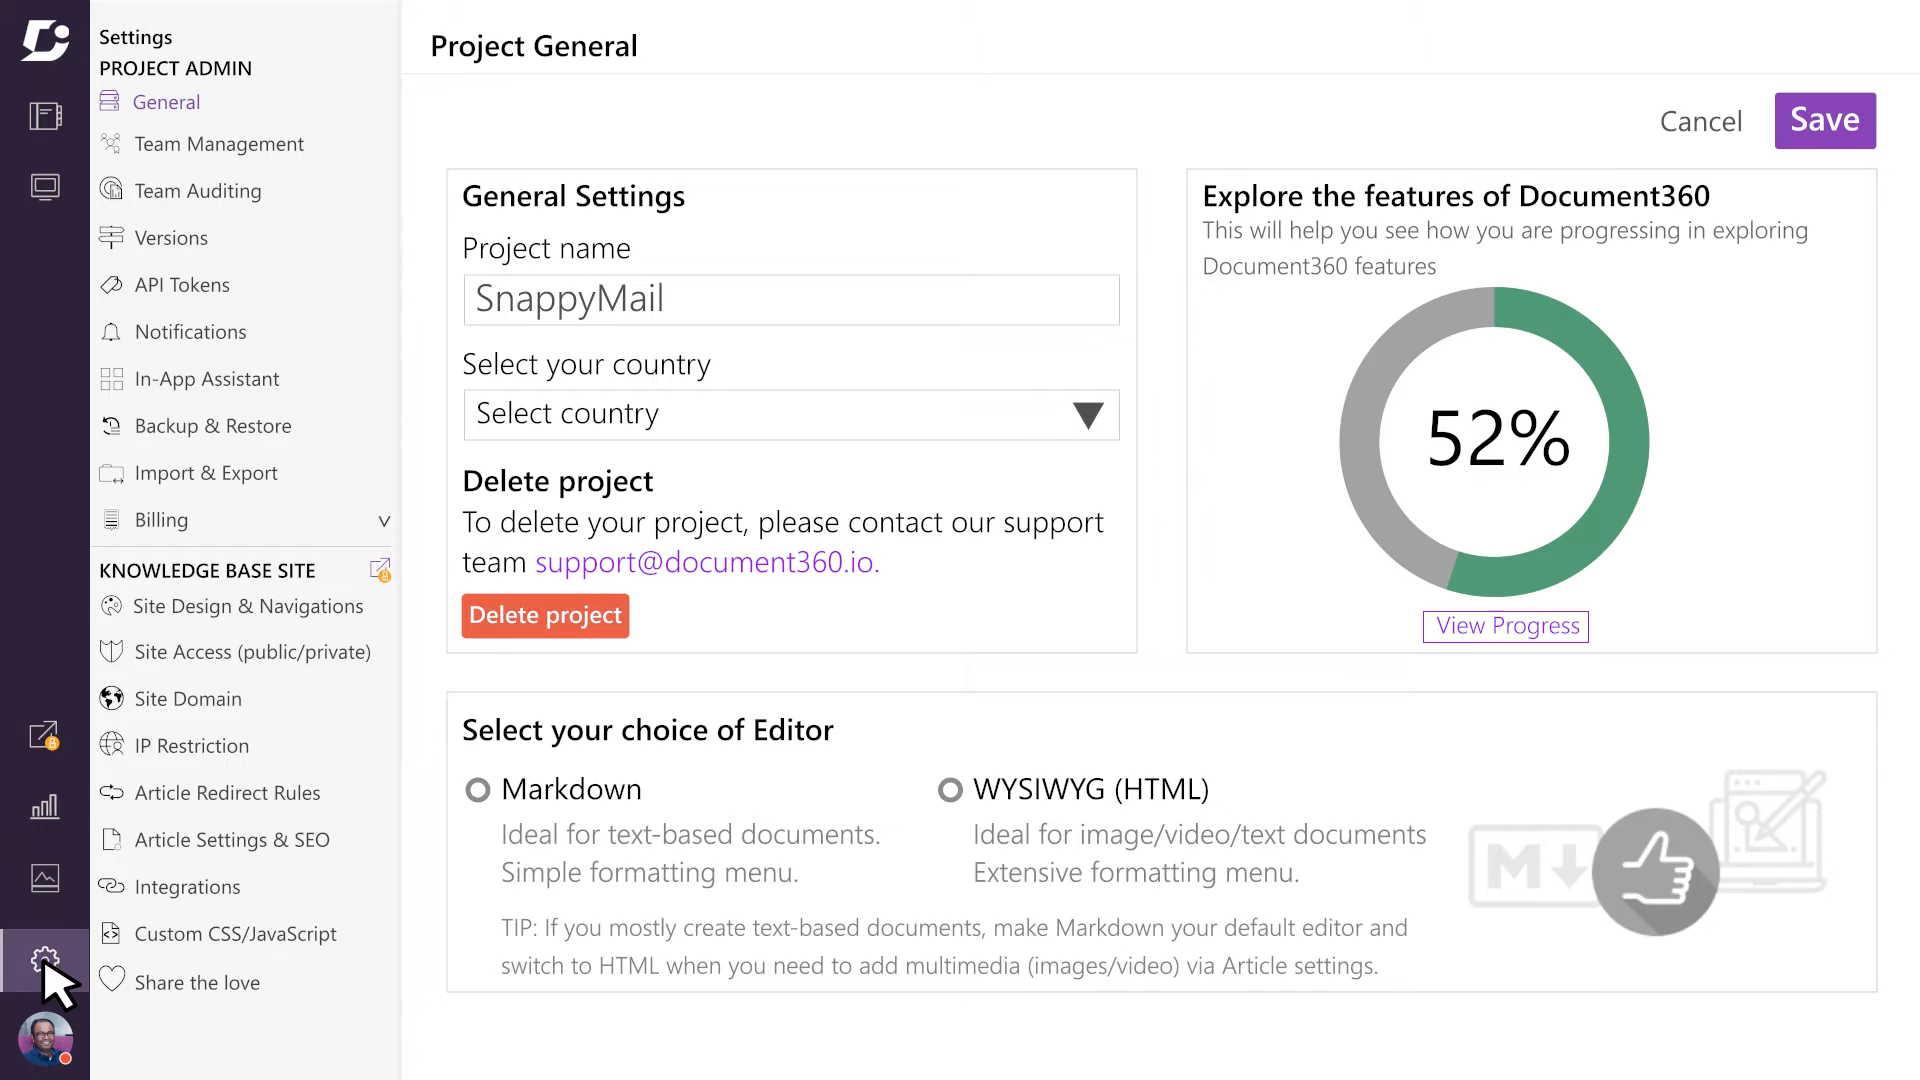 Settings
PROJECT ADMIN
General
Team Management
Team Auditing
Versions
API Tokens
Notifications
In-App Assistant
Backup & Restore
Import & Export
Billing
KNOWLEDGE BASE SITE
Site Design & Navigations
Site Access (public/private)
Site Domain
IP Restriction
Article Redirect Rules
Article Settings & SEO
Integrations
Custom CSS/JavaScript
Share the love
Project General
Cancel
Save
General Settings
Project name
SnappyMail
Select your country
Select country
Delete project
To delete your project, please contact our support
team support@document360.io.
Delete project
Explore the features of Document360
This will help you see how you are progressing in exploring
Document360 features
52%
View Progress
Select your choice of Editor
Markdown
Ideal for text-based documents.
Simple formatting menu.
WYSIWYG (HTML)
Ideal for image/video/text documents
Extensive formatting menu.
TIP: If you mostly create text-based documents, make Markdown your default editor and
switch to HTML when you need to add multimedia (images/video) via Article settings.
M